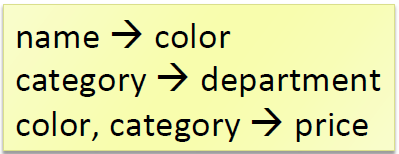 name → color
category → department
color, category → price